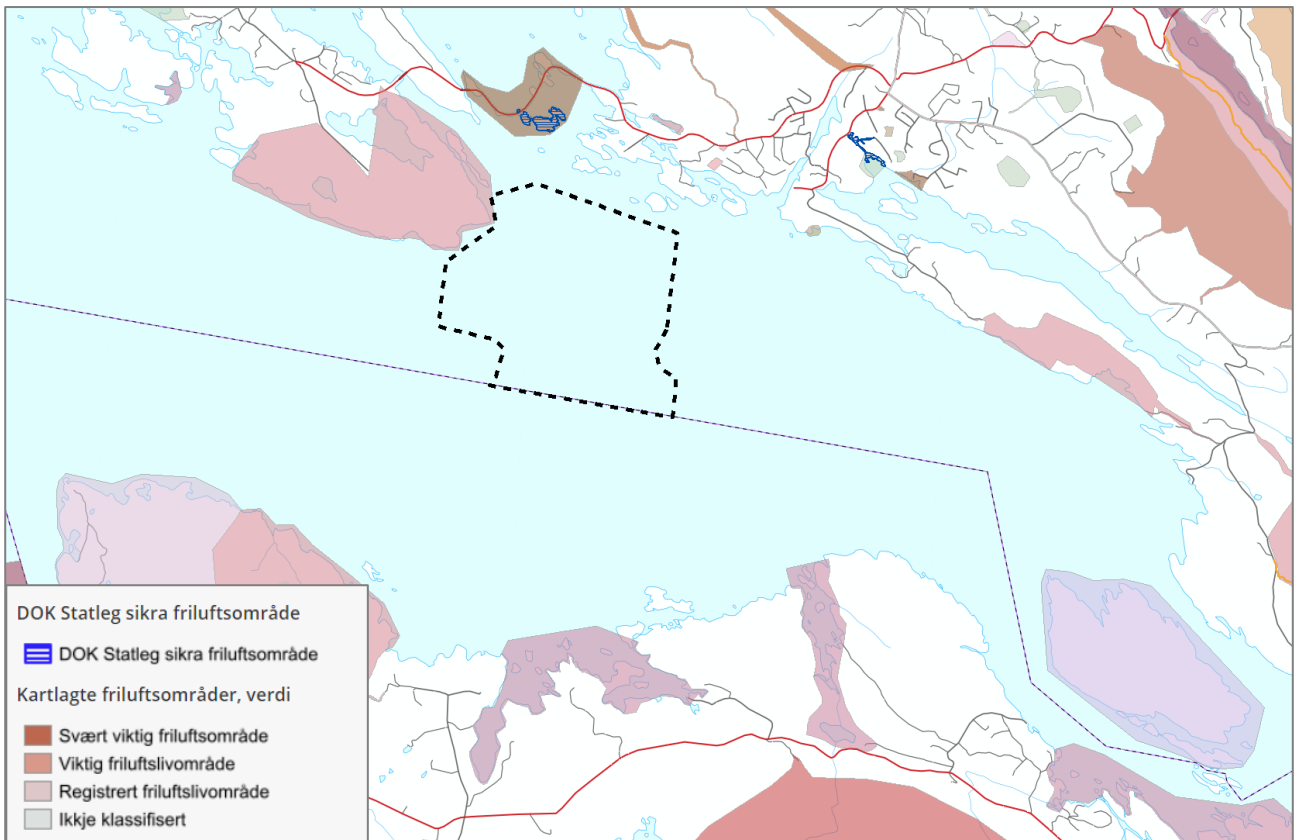 DOK Statleg sikra friluftsområde
DOK Statleg sikra friluftsområde
Kartlagte friluftsområder, verdi
Svært viktig friluftsområde
Viktig friluftslivområde
Registrert friluftslivområde
Ikkje klassifisert